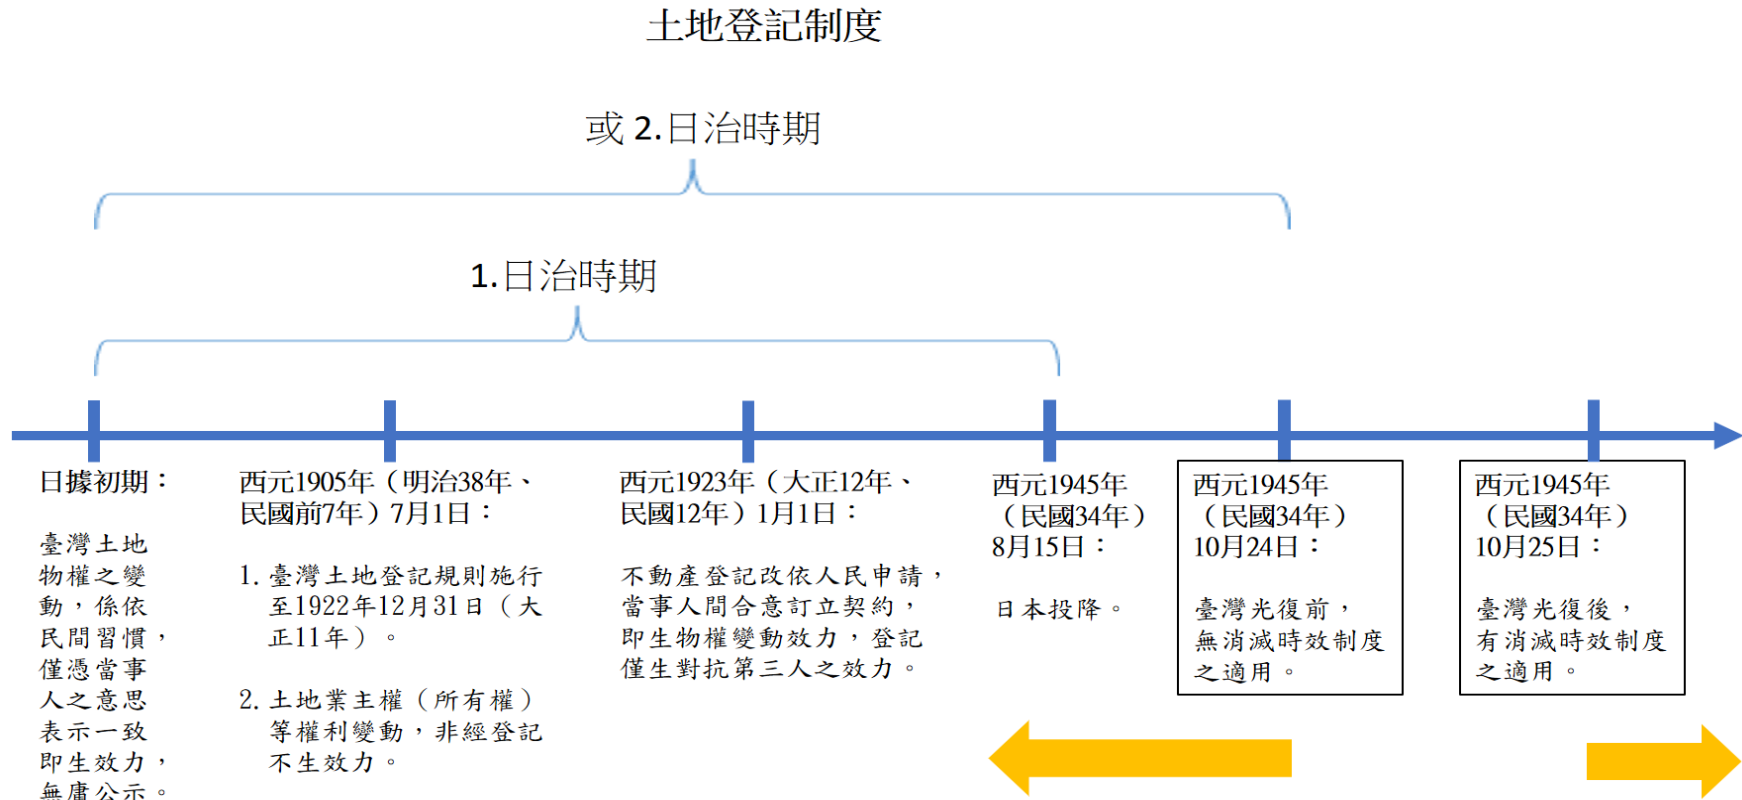 土地登記制度
或 2.日治時期
1.日治時期
日據初期：
臺灣土地
物權之變
動，係依
民間習慣，
僅憑當事
人之意思
表示一致
即生效力，
無庸公示。
西元1905年（明治38年、
民國前7年）7月1日：
1. 臺灣土地登記規則施行
至1922年12月31日（大
正11年）。
2. 土地業主權（所有權）
等權利變動，非經登記
不生效力。
西元1923年（大正12年、
民國12年）1月1日：
不動產登記改依人民申請，
當事人間合意訂立契約，
即生物權變動效力，登記
僅生對抗第三人之效力。
西元1945年
（民國34年）
8月15日：
日本投降。
西元1945年
（民國34年）
10月24日：
臺灣光復前，
無消滅時效制度
之適用。
西元1945年
（民國34年）
10月25日：
臺灣光復後，
有消滅時效制度
之適用。